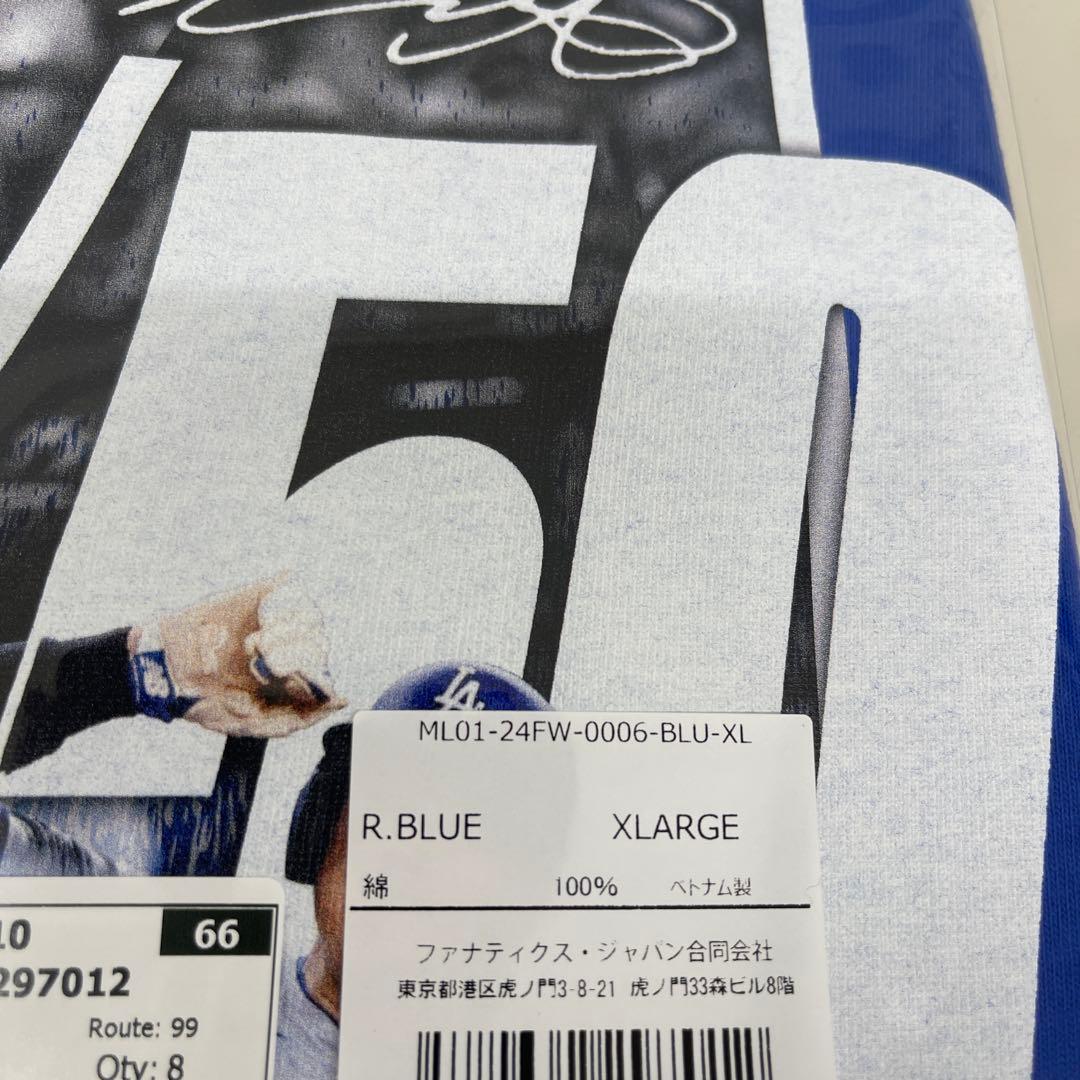 /50
LA
ML01-24FW-0006-BLU-XL
R.BLUE XLARGE
綿 100% ベトナム製
ファナティクス・ジャパン合同会社
東京都港区虎ノ門3-8-21 虎ノ門33森ビル8階
10 66
297012
Route: 99
Qty: 8